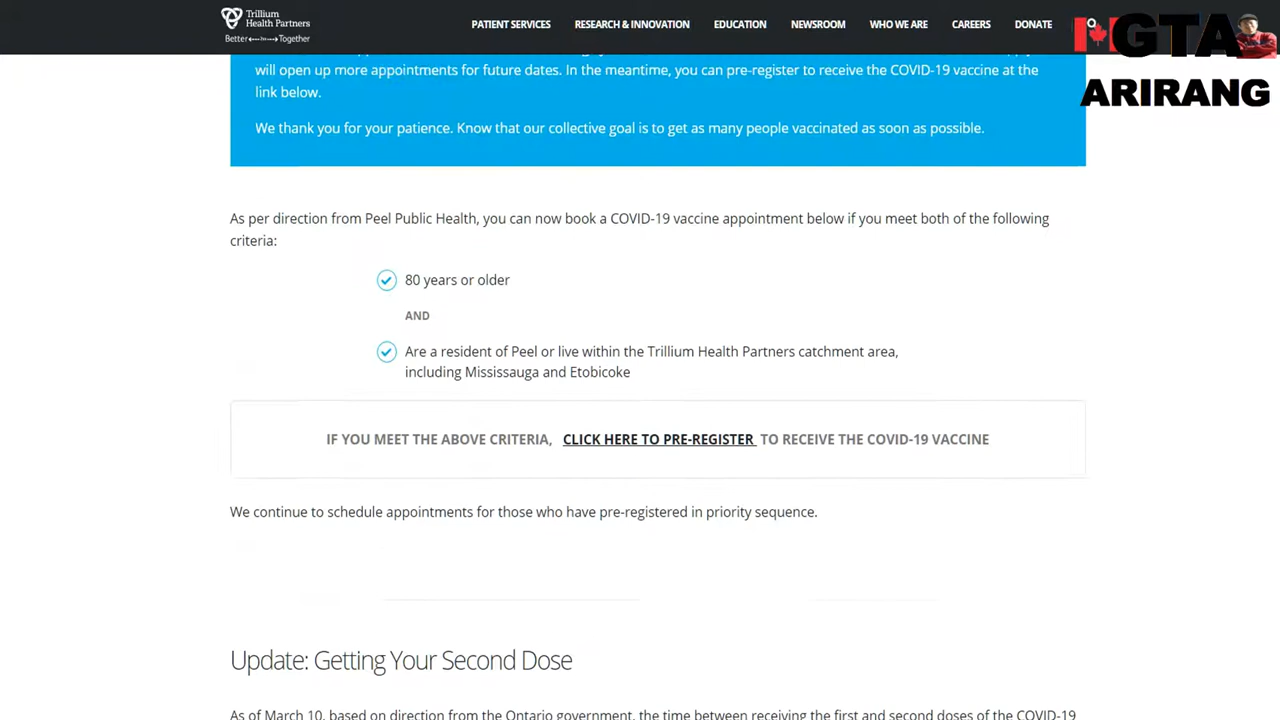 Trillium
Health Partners
Better Together
PATIENT SERVICES
RESEARCH & INNOVATION
EDUCATION
NEWSROOM
WHO WE ARE
CAREERS
DONATE
GTA
ARIRANG
will open up more appointments for future dates. In the meantime, you can pre-register to receive the COVID-19 vaccine at the
link below.
We thank you for your patience. Know that our collective goal is to get as many people vaccinated as soon as possible.
As per direction from Peel Public Health, you can now book a COVID-19 vaccine appointment below if you meet both of the following
criteria:
80 years or older
AND
Are a resident of Peel or live within the Trillium Health Partners catchment area,
including Mississauga and Etobicoke
IF YOU MEET THE ABOVE CRITERIA, CLICK HERE TO PRE-REGISTER TO RECEIVE THE COVID-19 VACCINE
We continue to schedule appointments for those who have pre-registered in priority sequence.
Update: Getting Your Second Dose
As of March 10, based on direction from the Ontario government, the time between receiving the first and second doses of the COVID-19